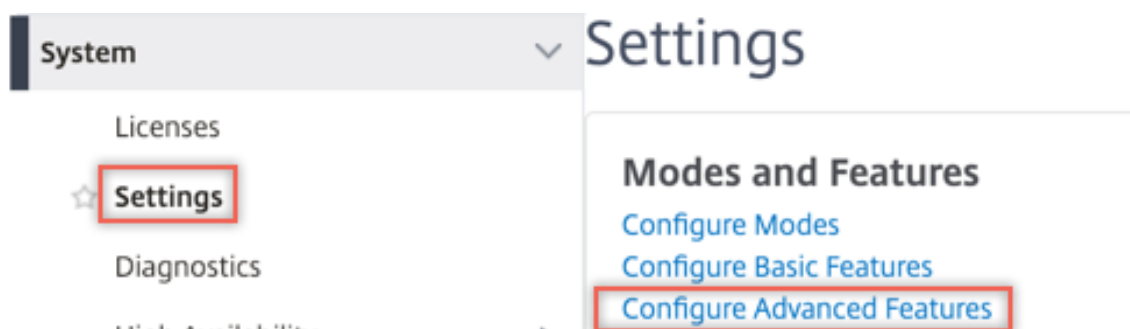 System
Licenses
Settings
Diagnostics
Settings
Modes and Features
Configure Modes
Configure Basic Features
Configure Advanced Features